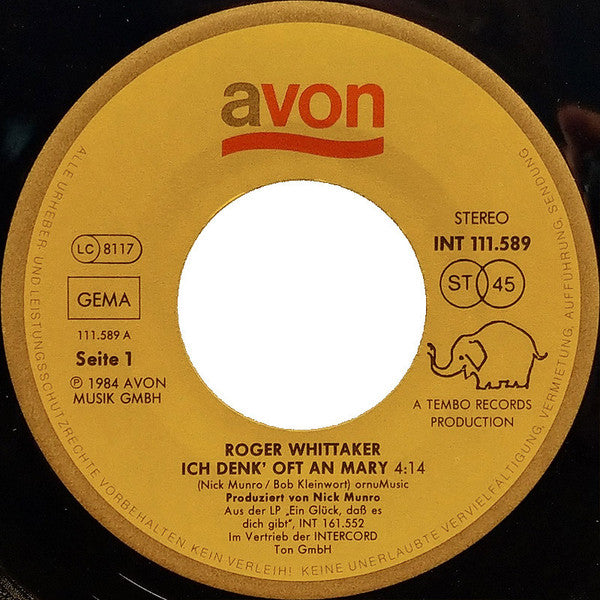 avon
STEREO
INT 111.589
ST 45
LC 8117
GEMA
111.589 A
Seite 1
℗ 1984 AVON
MUSIK GMBH
A TEMBO RECORDS
PRODUCTION
ROGER WHITTAKER
ICH DENK' OFT AN MARY 4:14
(Nick Munro / Bob Kleinwort) ornuMusic
Produziert von Nick Munro
Aus der LP „Ein Glück, daß es
dich gibt", INT 161.552
Im Vertrieb der INTERCORD
Ton GmbH
ALLE URHEBER- UND LEISTUNGSSCHUTZRECHTE VORBEHALTEN. KEIN VERLEIH! KEINE UNERLAUBTE VERVIELFÄLTIGUNG, VERMIETUNG, AUFFÜHRUNG, SENDUNG